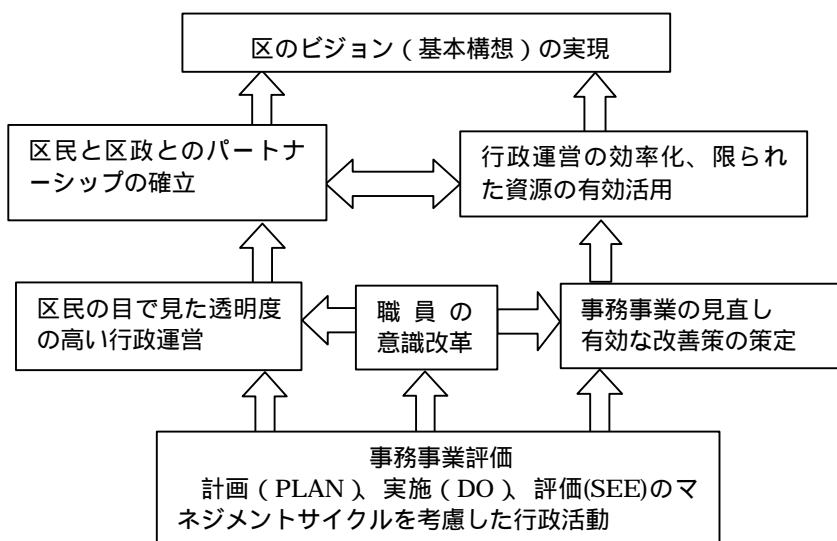 区のビジョン（基本構想）の実現
区民と区政とのパートナ
ーシップの確立
行政運営の効率化、限られ
た資源の有効活用
区民の目で見た透明度
の高い行政運営
職員の
意識改革
事務事業の見直し
有効な改善策の策定
事務事業評価
計画（PLAN）、実施（DO）、評価(SEE)のマ
ネジメントサイクルを考慮した行政活動